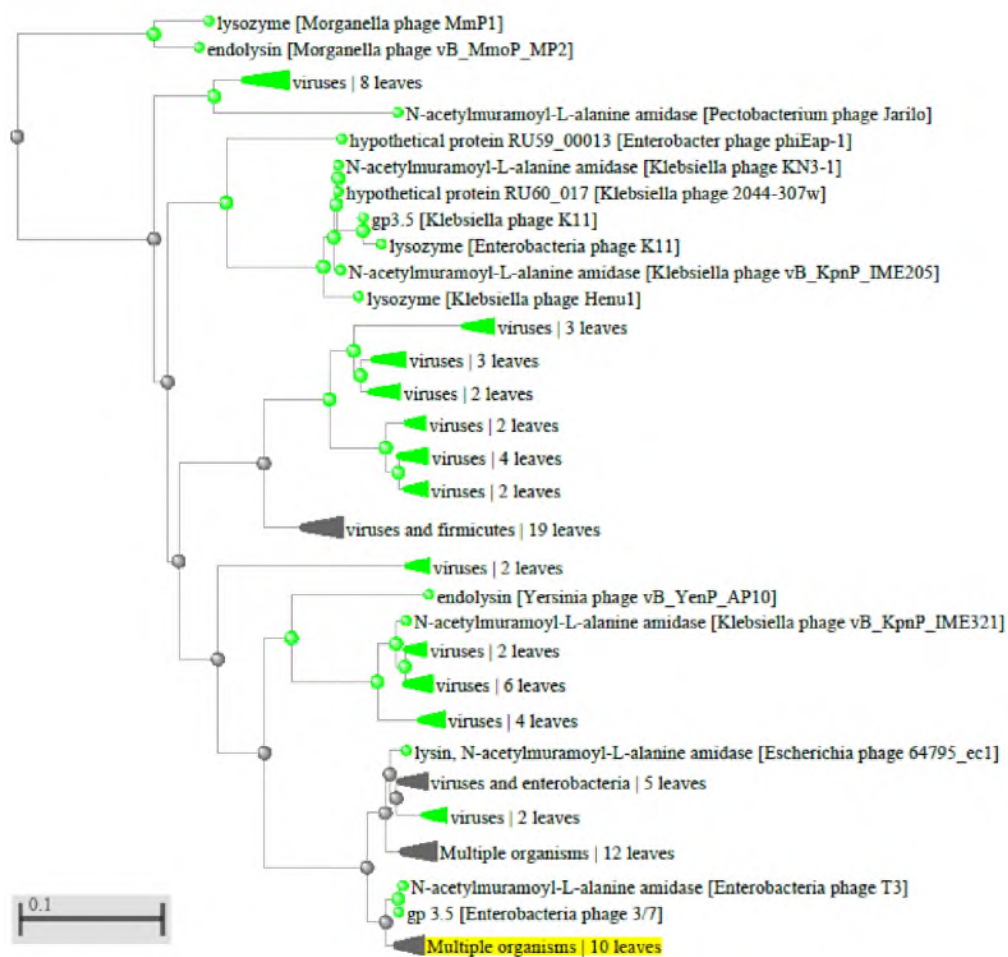 lysozyme [Morganella phage MmP1]
endolysin [Morganella phage vB_MmoP_MP2]
viruses | 8 leaves
N-acetylmuramoyl-L-alanine amidase [Pectobacterium phage Jarilo]
hypothetical protein RU59_00013 [Enterobacter phage phiEap-1]
N-acetylmuramoyl-L-alanine amidase [Klebsiella phage KN3-1]
hypothetical protein RU60_017 [Klebsiella phage 2044-307w]
gp3.5 [Klebsiella phage K11]
lysozyme [Enterobacteria phage K11]
N-acetylmuramoyl-L-alanine amidase [Klebsiella phage vB_KpnP_IME205]
lysozyme [Klebsiella phage Henu1]
viruses | 3 leaves
viruses | 3 leaves
viruses | 2 leaves
viruses | 2 leaves
viruses | 4 leaves
viruses | 2 leaves
viruses and firmicutes | 19 leaves
viruses | 2 leaves
endolysin [Yersinia phage vB_YenP_AP10]
N-acetylmuramoyl-L-alanine amidase [Klebsiella phage vB_KpnP_IME321]
viruses | 2 leaves
viruses | 6 leaves
viruses | 4 leaves
lysin, N-acetylmuramoyl-L-alanine amidase [Escherichia phage 64795_ec1]
viruses and enterobacteria | 5 leaves
viruses | 2 leaves
Multiple organisms | 12 leaves
N-acetylmuramoyl-L-alanine amidase [Enterobacteria phage T3]
gp 3.5 [Enterobacteria phage 3/7]
Multiple organisms | 10 leaves
0.1